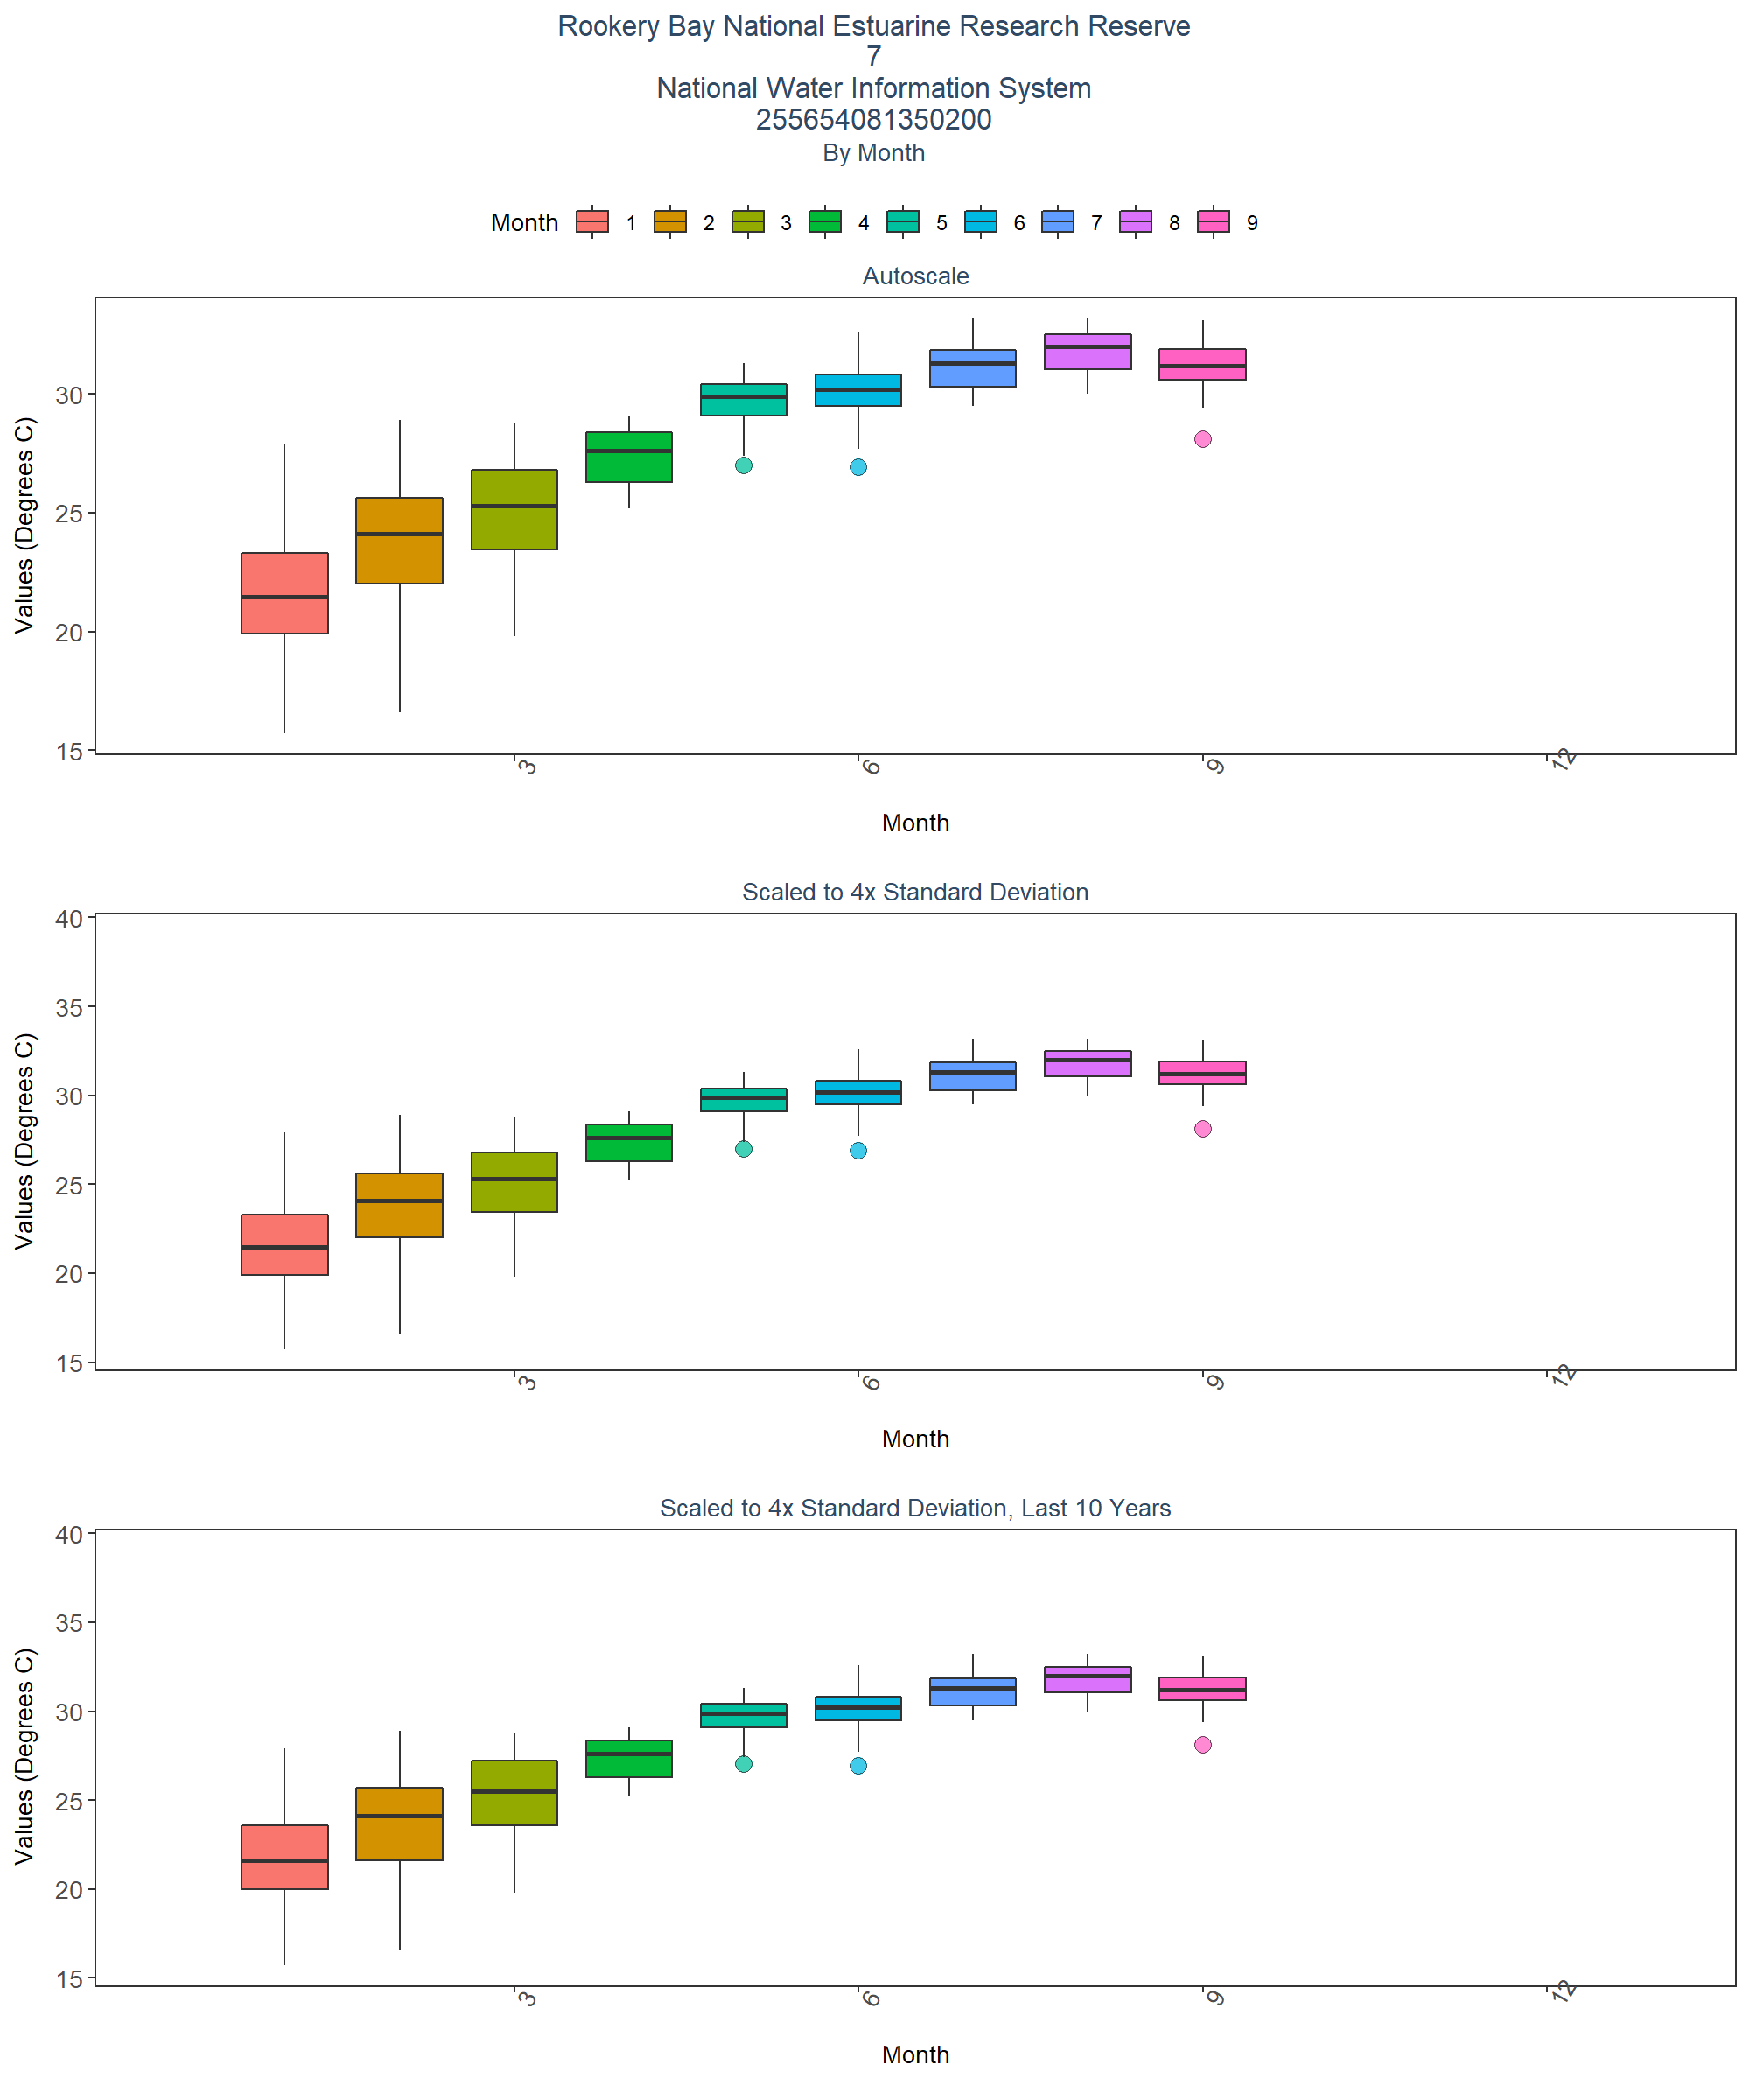 Rookery Bay National Estuarine Research Reserve
7
National Water Information System
255654081350200
By Month
Month 1 2 3 4 5 6 7 8 9
Autoscale
Values (Degrees C)
30
25
20
15
3 6 9 12
Month
Scaled to 4x Standard Deviation
Values (Degrees C)
40
35
30
25
20
15
3 6 9 12
Month
Scaled to 4x Standard Deviation, Last 10 Years
Values (Degrees C)
40
35
30
25
20
15
3 6 9 12
Month